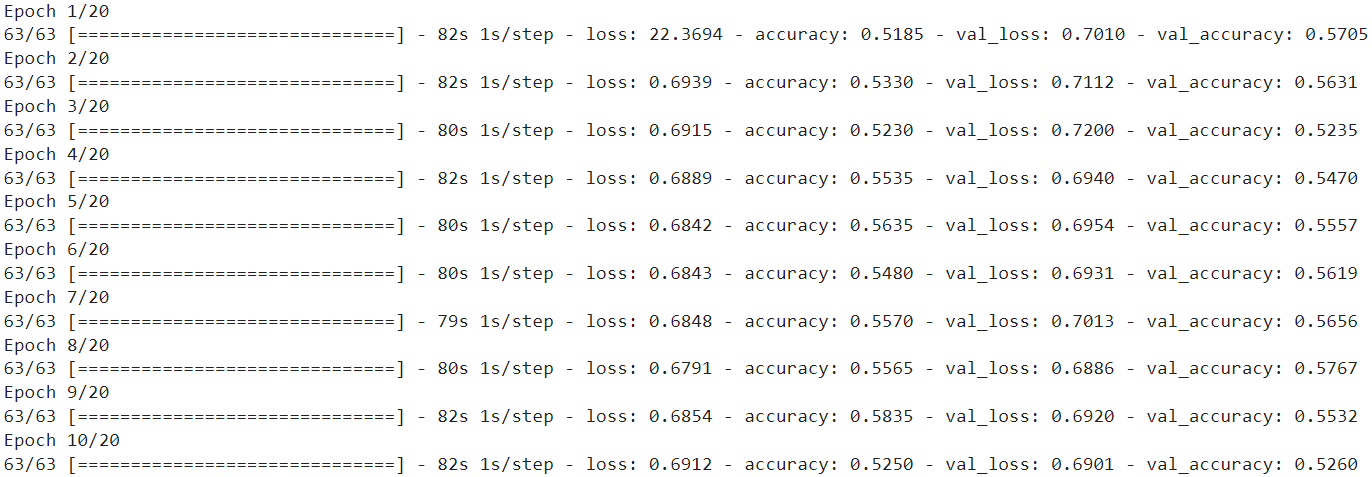 Epoch 1/20
63/63 [==============================] - 82s 1s/step - loss: 22.3694 - accuracy: 0.5185 - val_loss: 0.7010 - val_accuracy: 0.5705
Epoch 2/20
63/63 [==============================] - 82s 1s/step - loss: 0.6939 - accuracy: 0.5330 - val_loss: 0.7112 - val_accuracy: 0.5631
Epoch 3/20
63/63 [==============================] - 80s 1s/step - loss: 0.6915 - accuracy: 0.5230 - val_loss: 0.7200 - val_accuracy: 0.5235
Epoch 4/20
63/63 [==============================] - 82s 1s/step - loss: 0.6889 - accuracy: 0.5535 - val_loss: 0.6940 - val_accuracy: 0.5470
Epoch 5/20
63/63 [==============================] - 80s 1s/step - loss: 0.6842 - accuracy: 0.5635 - val_loss: 0.6954 - val_accuracy: 0.5557
Epoch 6/20
63/63 [==============================] - 80s 1s/step - loss: 0.6843 - accuracy: 0.5480 - val_loss: 0.6931 - val_accuracy: 0.5619
Epoch 7/20
63/63 [==============================] - 79s 1s/step - loss: 0.6848 - accuracy: 0.5570 - val_loss: 0.7013 - val_accuracy: 0.5656
Epoch 8/20
63/63 [==============================] - 80s 1s/step - loss: 0.6791 - accuracy: 0.5565 - val_loss: 0.6886 - val_accuracy: 0.5767
Epoch 9/20
63/63 [==============================] - 82s 1s/step - loss: 0.6854 - accuracy: 0.5835 - val_loss: 0.6920 - val_accuracy: 0.5532
Epoch 10/20
63/63 [==============================] - 82s 1s/step - loss: 0.6912 - accuracy: 0.5250 - val_loss: 0.6901 - val_accuracy: 0.5260